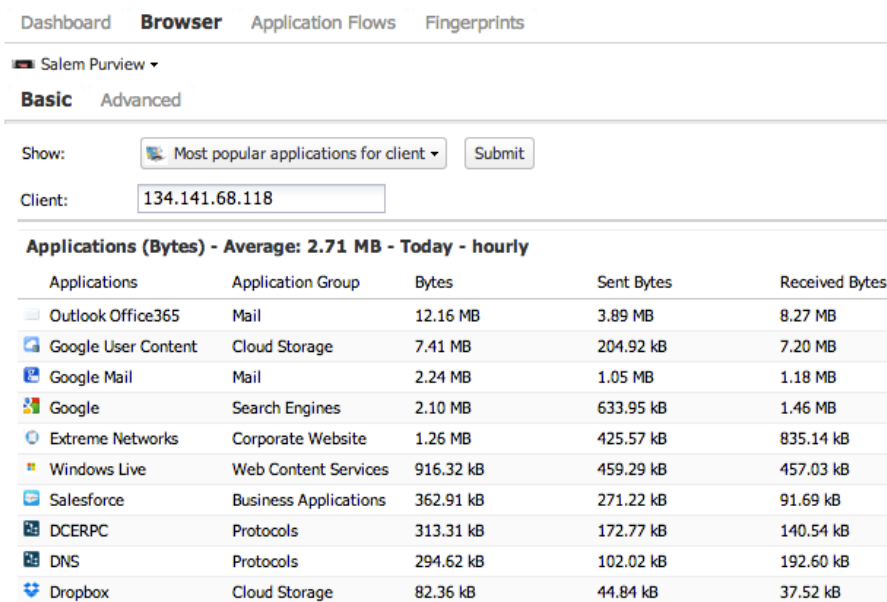 Dashboard Browser Application Flows Fingerprints
Salem Purview
Basic Advanced
Show: Most popular applications for client Submit
Client: 134.141.68.118
Applications (Bytes) - Average: 2.71 MB - Today - hourly
Applications Application Group Bytes Sent Bytes Received Bytes
Outlook Office365 Mail 12.16 MB 3.89 MB 8.27 MB
Google User Content Cloud Storage 7.41 MB 204.92 kB 7.20 MB
Google Mail Mail 2.24 MB 1.05 MB 1.18 MB
Google Search Engines 2.10 MB 633.95 kB 1.46 MB
Extreme Networks Corporate Website 1.26 MB 425.57 kB 835.14 kB
Windows Live Web Content Services 916.32 kB 459.29 kB 457.03 kB
Salesforce Business Applications 362.91 kB 271.22 kB 91.69 kB
DCERPC Protocols 313.31 kB 172.77 kB 140.54 kB
DNS Protocols 294.62 kB 102.02 kB 192.60 kB
Dropbox Cloud Storage 82.36 kB 44.84 kB 37.52 kB